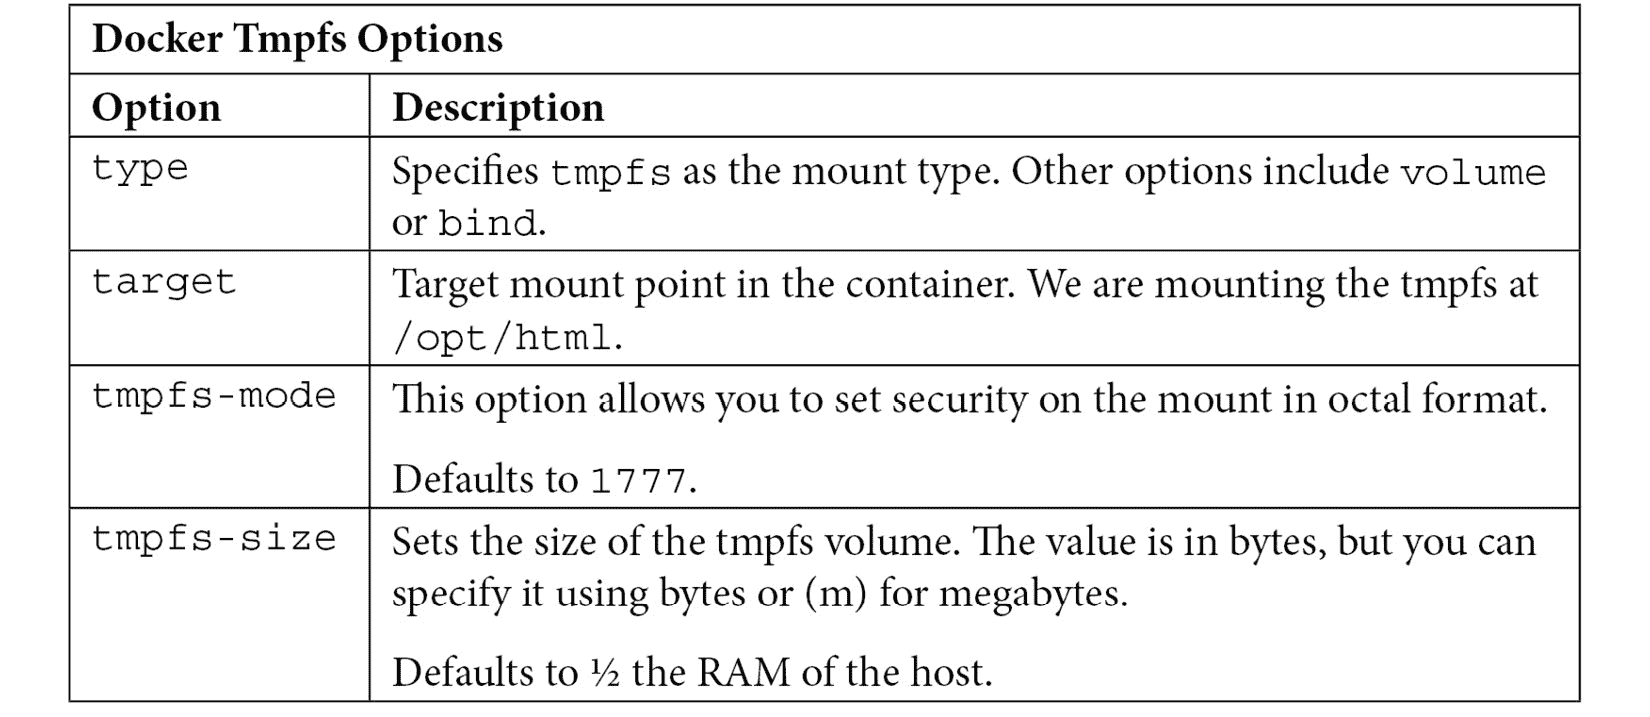 Docker Tmpfs Options
Option Description
type Specifies tmpfs as the mount type. Other options include volume
or bind.
target Target mount point in the container. We are mounting the tmpfs at
/opt/html.
tmpfs-mode This option allows you to set security on the mount in octal format.
Defaults to 1777.
tmpfs-size Sets the size of the tmpfs volume. The value is in bytes, but you can
specify it using bytes or (m) for megabytes.
Defaults to ½ the RAM of the host.